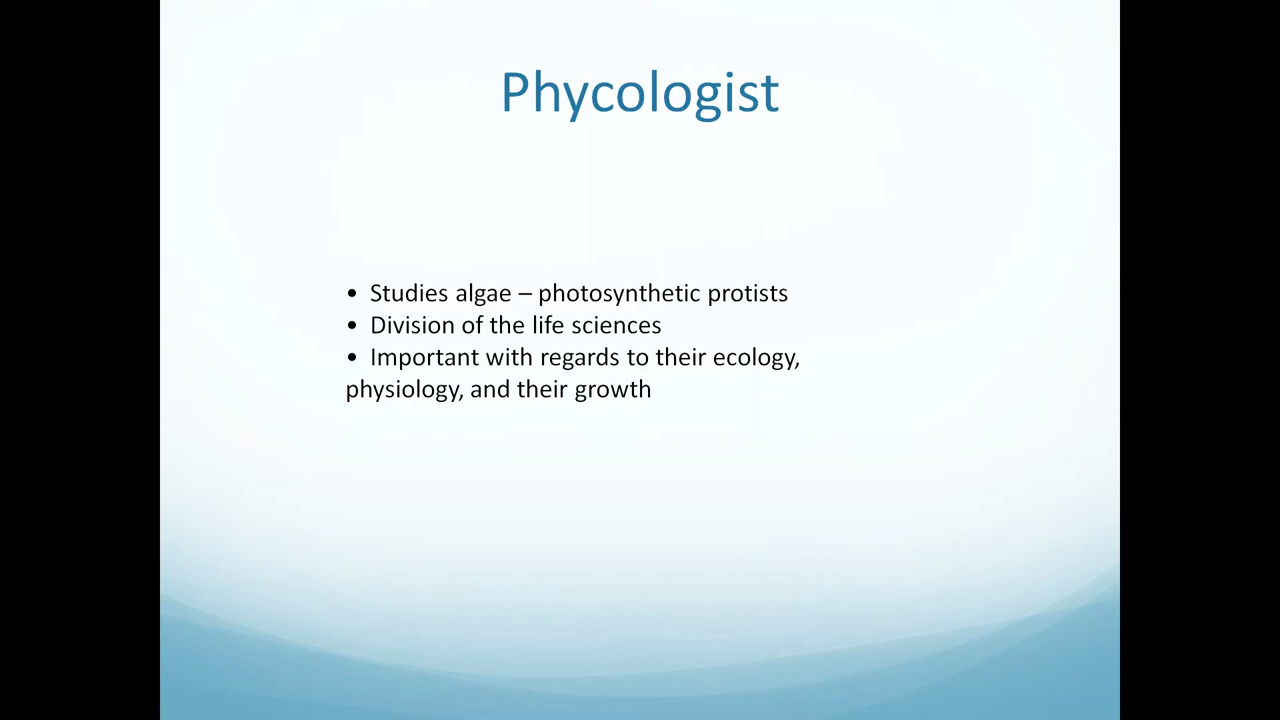 Phycologist
• Studies algae – photosynthetic protists
• Division of the life sciences
• Important with regards to their ecology,
physiology, and their growth